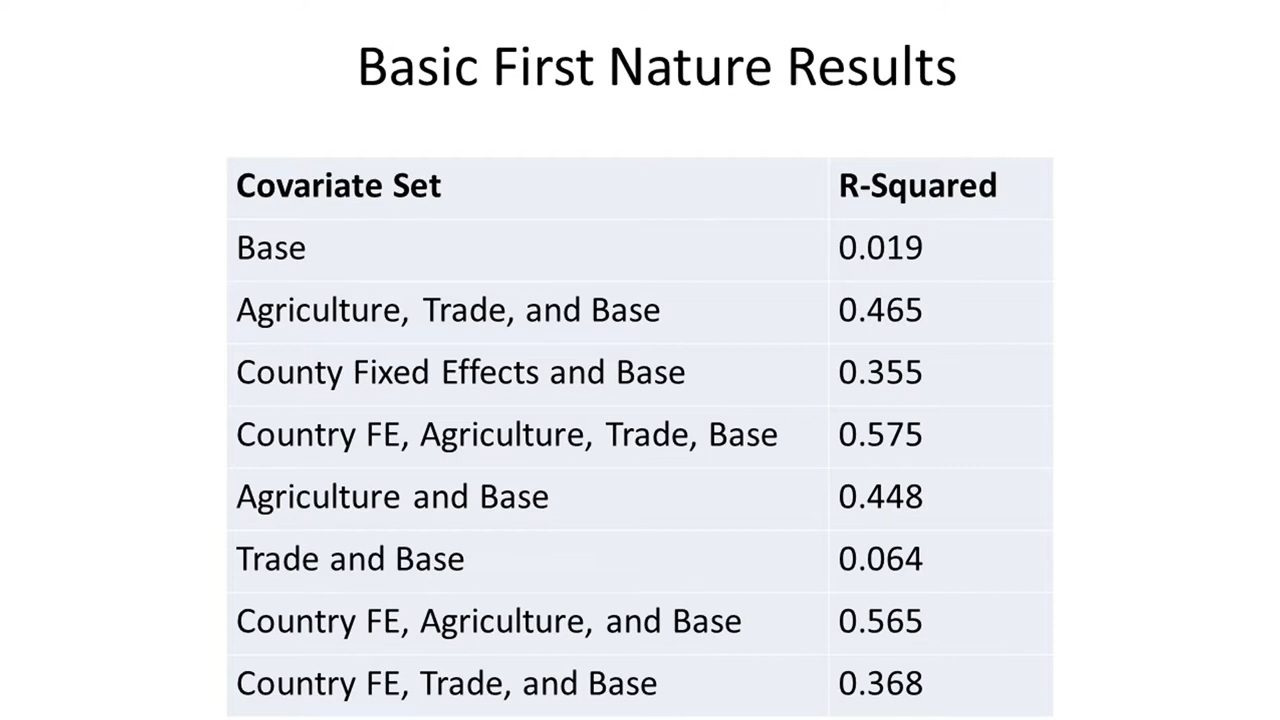 Basic First Nature Results
Covariate Set R-Squared
Base 0.019
Agriculture, Trade, and Base 0.465
County Fixed Effects and Base 0.355
Country FE, Agriculture, Trade, Base 0.575
Agriculture and Base 0.448
Trade and Base 0.064
Country FE, Agriculture, and Base 0.565
Country FE, Trade, and Base 0.368